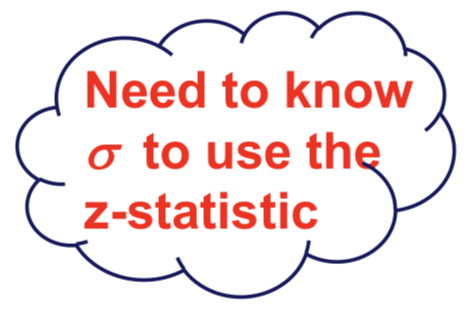 Need to know
σ to use the
z-statistic